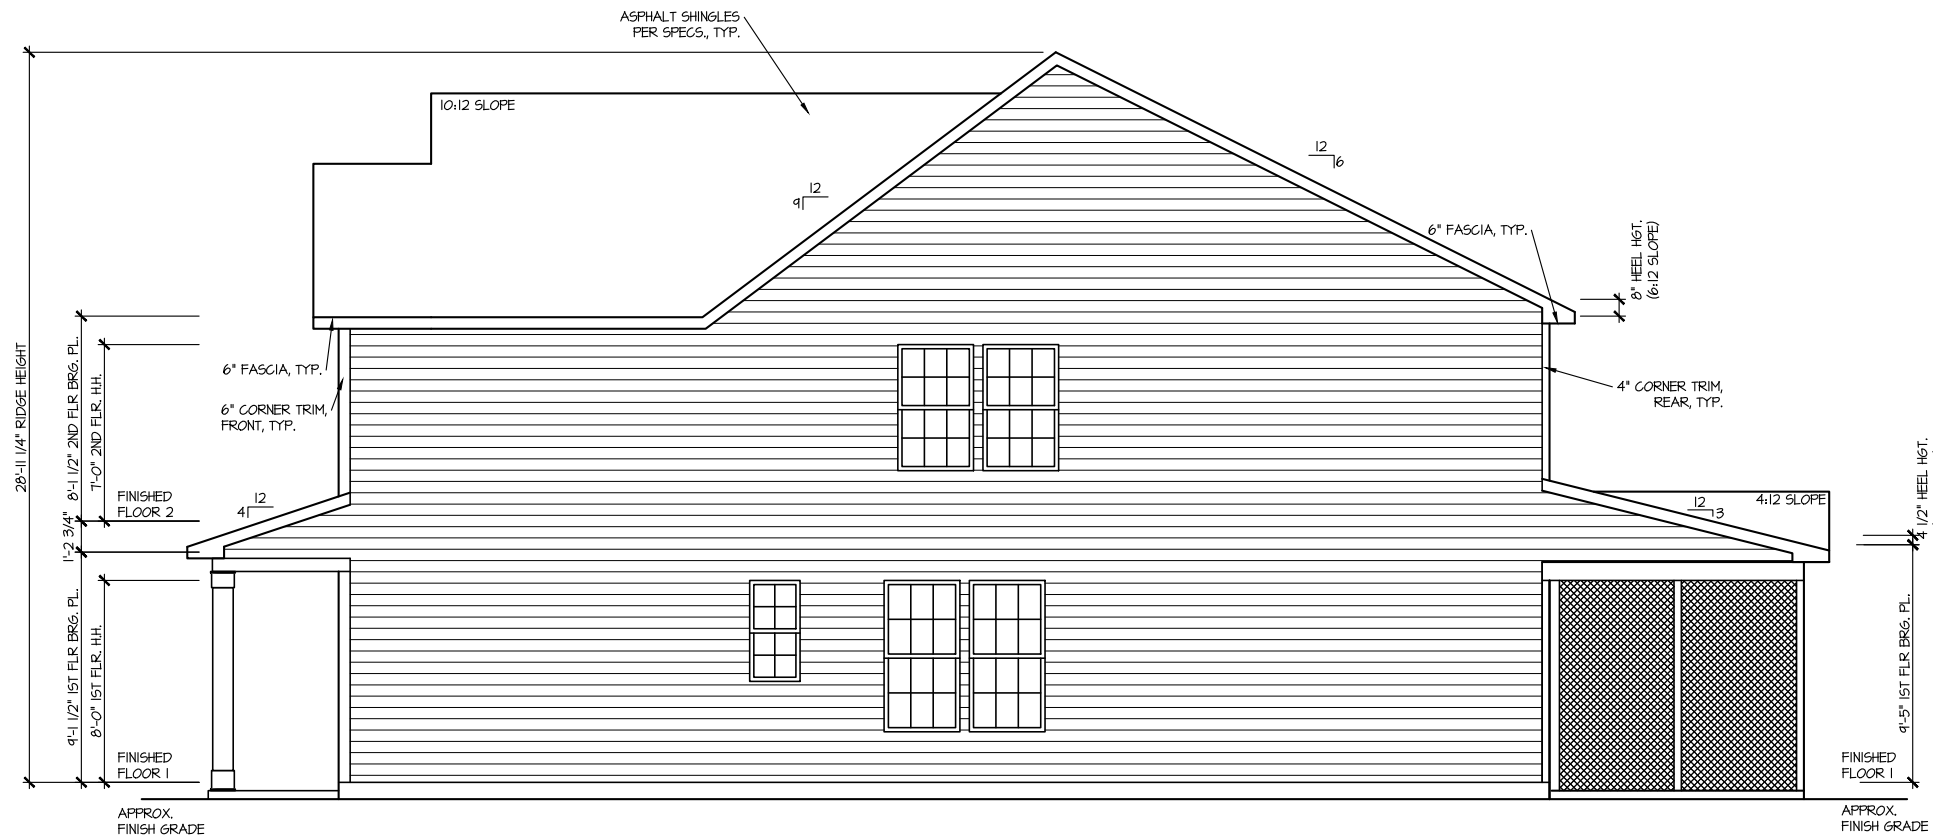 ASPHALT SHINGLES
PER SPECS., TYP.
10:12 SLOPE
12
6
12
9
6" FASCIA, TYP.
8" HEEL HGT.
(6:12 SLOPE)
28'-11 1/4" RIDGE HEIGHT
8'-1 1/2" 2ND FLR BRG. PL.
7'-0" 2ND FLR. H.H.
6" FASCIA, TYP.
6" CORNER TRIM,
FRONT, TYP.
4" CORNER TRIM,
REAR, TYP.
FINISHED
FLOOR 2
12
4
12
3
4:12 SLOPE
4 1/2" HEEL HGT.
1'-2 3/4"
9'-1 1/2" 1ST FLR BRG. PL.
8'-0" 1ST FLR. H.H.
9'-5" 1ST FLR BRG. PL.
FINISHED
FLOOR 1
FINISHED
FLOOR 1
APPROX.
FINISH GRADE
APPROX.
FINISH GRADE